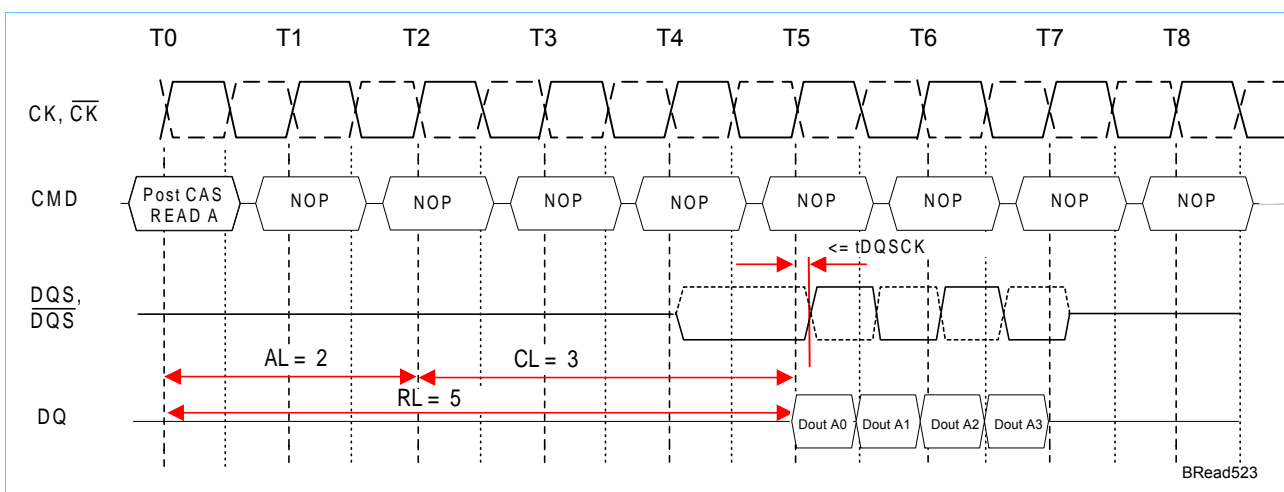 T0 T1 T2 T3 T4 T5 T6 T7 T8
CK, C̅K̅
CMD
Post CAS
READ A
NOP NOP NOP NOP NOP NOP NOP NOP
<= tDQSCK
DQS,
D̅Q̅S̅
AL = 2
CL = 3
RL = 5
DQ
Dout A0 Dout A1 Dout A2 Dout A3
BRead523